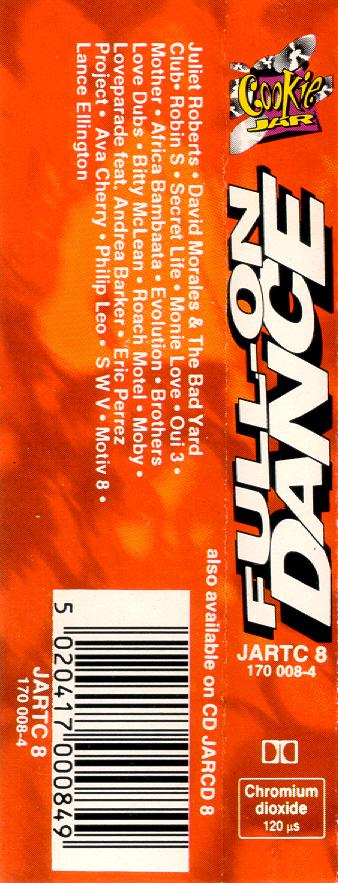 Cookie
JAR
FULL-ON
DANCE
JARTC 8
170 008-4
Chromium
dioxide
120 µs
Juliet Roberts • David Morales & The Bad Yard
Club • Robin S • Secret Life • Monie Love • Oui 3 •
Mother • Africa Bambaata • Evolution • Brothers
Love Dubs • Bitty McLean • Roach Motel • Moby •
Loveparade feat. Andrea Barker • Eric Perrez
Project • Ava Cherry • Philip Leo • S W V • Motiv 8 •
Lance Ellington
also available on CD JARCD 8
5 020417 000849
JARTC 8
170 008-4